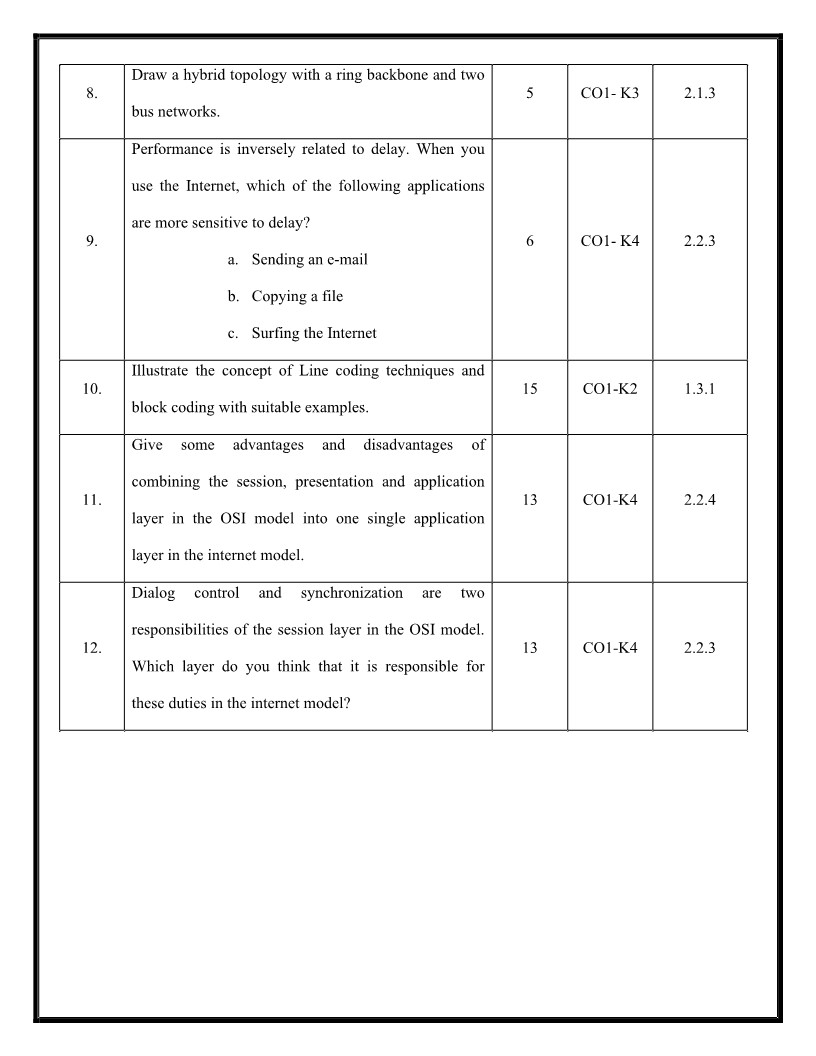 8.
Draw a hybrid topology with a ring backbone and two
bus networks.
5
CO1- K3
2.1.3
9.
Performance is inversely related to delay. When you
use the Internet, which of the following applications
are more sensitive to delay?
a. Sending an e-mail
b. Copying a file
c. Surfing the Internet
6
CO1- K4
2.2.3
10.
Illustrate the concept of Line coding techniques and
block coding with suitable examples.
15
CO1-K2
1.3.1
11.
Give some advantages and disadvantages of
combining the session, presentation and application
layer in the OSI model into one single application
layer in the internet model.
13
CO1-K4
2.2.4
12.
Dialog control and synchronization are two
responsibilities of the session layer in the OSI model.
Which layer do you think that it is responsible for
these duties in the internet model?
13
CO1-K4
2.2.3